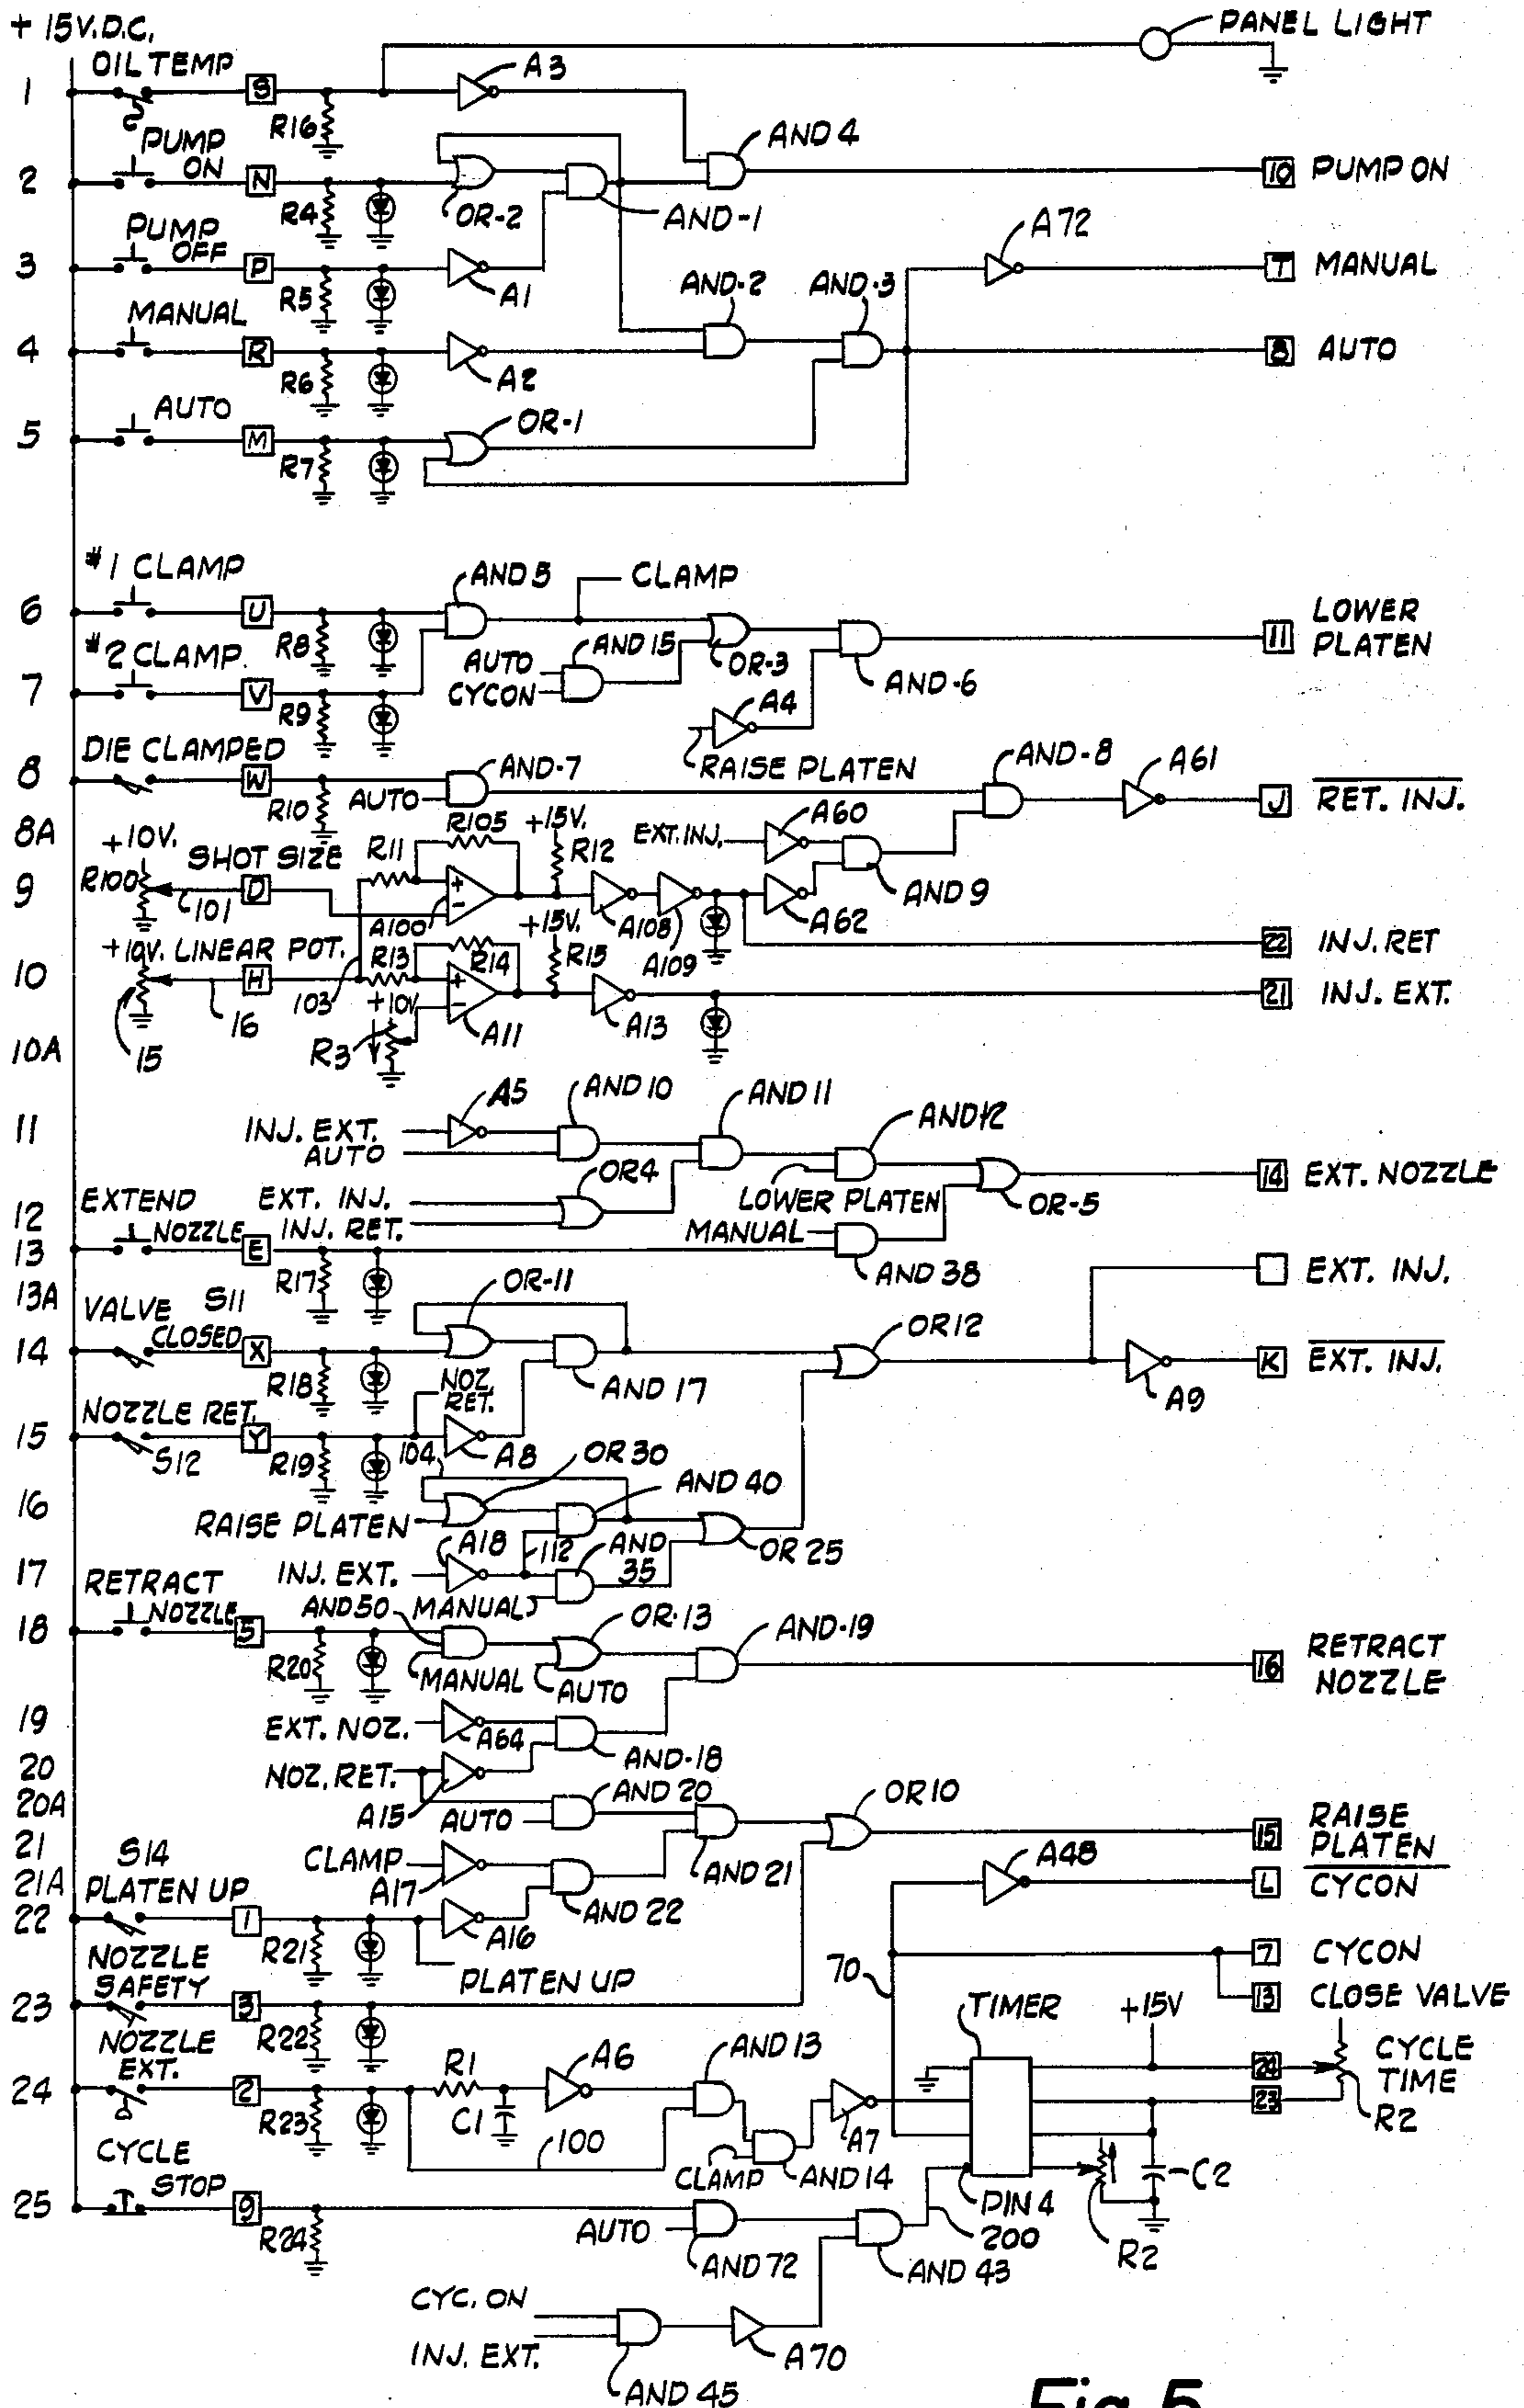 + 15V.D.C.
PANEL LIGHT
OIL TEMP
A3
1
S
R16
AND 4
PUMP
ON
2
N
R4
OR-2
AND-1
10
PUMP ON
PUMP
OFF
A72
3
P
R5
A1
T
MANUAL
MANUAL
AND-2
AND-3
4
R
R6
A2
8
AUTO
AUTO
OR-1
5
M
R7
#1 CLAMP
AND 5
CLAMP
6
U
R8
AND 15
OR-3
11
LOWER
PLATEN
#2 CLAMP
AUTO
CYCON
AND-6
7
V
R9
A4
RAISE PLATEN
DIE CLAMPED
AND-7
AND-8
A61
8
W
R10
AUTO
J
RET. INJ.
8A
R105
+15V.
EXT. INJ.
A60
+10V.
SHOT SIZE
R11
R12
9
R100
D
101
A100
A108
A109
A62
AND 9
+15V.
22
INJ. RET
+10V. LINEAR POT.
R13
R14
R15
10
H
103
+10V
16
A11
A13
21
INJ. EXT.
10A
15
R3
A5
AND 10
AND 11
AND 12
11
INJ. EXT.
AUTO
OR4
LOWER PLATEN
OR-5
14
EXT. NOZZLE
EXTEND
EXT. INJ.
12
NOZZLE
INJ. RET.
MANUAL
13
E
R17
AND 38
EXT. INJ.
13A
VALVE
S11
OR-11
CLOSED
OR12
14
X
R18
NOZ.
RET.
AND 17
A9
K
EXT. INJ.
NOZZLE RET.
15
S12
Y
R19
104
A8
OR 30
AND 40
16
RAISE PLATEN
A18
112
AND
35
OR 25
17
INJ. EXT.
RETRACT
NOZZLE
AND 50
MANUAL
OR-13
AND-19
18
5
R20
MANUAL
AUTO
16
RETRACT
NOZZLE
19
EXT. NOZ.
A64
AND-18
20
NOZ. RET.
AND 20
OR 10
20A
A15
AUTO
15
RAISE
PLATEN
21
S14
CLAMP
AND 21
A48
21A
PLATEN UP
A17
AND 22
L
CYCON
22
1
R21
A16
PLATEN UP
7
CYCON
NOZZLE
SAFETY
70
13
CLOSE VALVE
23
3
R22
TIMER
+15V
NOZZLE
EXT.
R1
A6
AND 13
24
CYCLE
TIME
24
2
R23
C1
23
R2
100
A7
CYCLE
STOP
CLAMP
AND 14
C2
PIN 4
25
9
R24
AUTO
200
R2
AND 72
AND 43
CYC. ON
INJ. EXT.
A70
AND 45
Fig 5